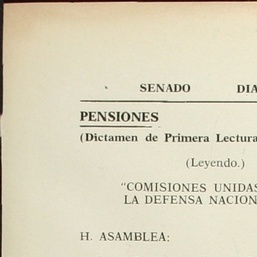 SENADO DIA
PENSIONES
(Dictamen de Primera Lectura
(Leyendo.)
"COMISIONES UNIDAS
LA DEFENSA NACION
H. ASAMBLEA: